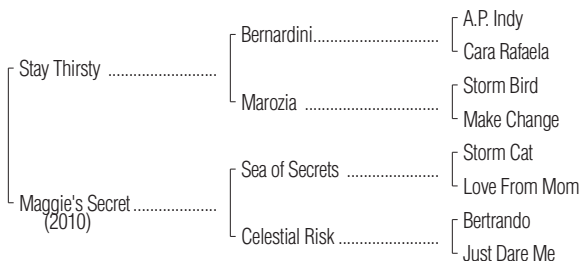 A.P. Indy
Bernardini
Cara Rafaela
Stay Thirsty
Storm Bird
Marozia
Make Change
Storm Cat
Sea of Secrets
Love From Mom
Maggie's Secret
(2010)
Bertrando
Celestial Risk
Just Dare Me